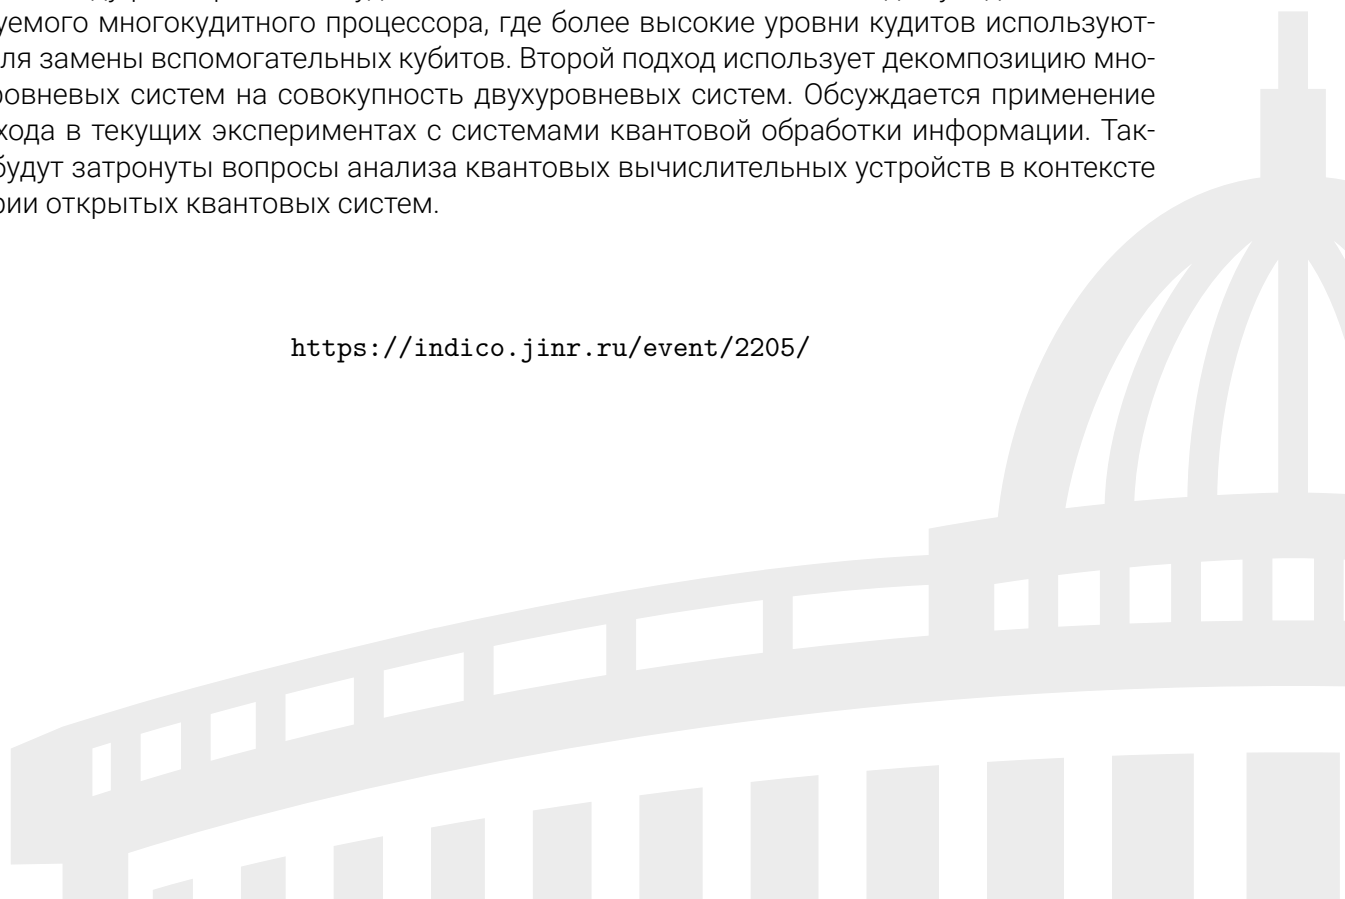 уемого многокудитного процессора, где более высокие уровни кудитов используют-
ля замены вспомогательных кубитов. Второй подход использует декомпозицию мно-
ровневых систем на совокупность двухуровневых систем. Обсуждается применение
хода в текущих экспериментах с системами квантовой обработки информации. Так-
будут затронуты вопросы анализа квантовых вычислительных устройств в контексте
рии открытых квантовых систем.
https://indico.jinr.ru/event/2205/